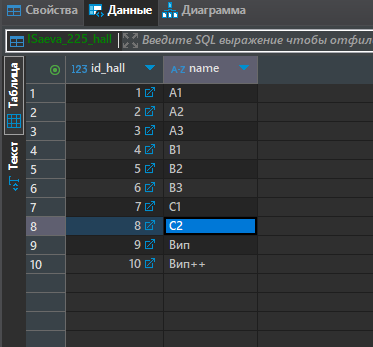 Свойства Данные Диаграмма
ISaeva_225_hall Введите SQL выражение чтобы отфил
Таблица
Текст
123 id_hall A-Z name
1 1 A1
2 2 A2
3 3 A3
4 4 B1
5 5 B2
6 6 B3
7 7 C1
8 8 C2
9 9 Вип
10 10 Вип++